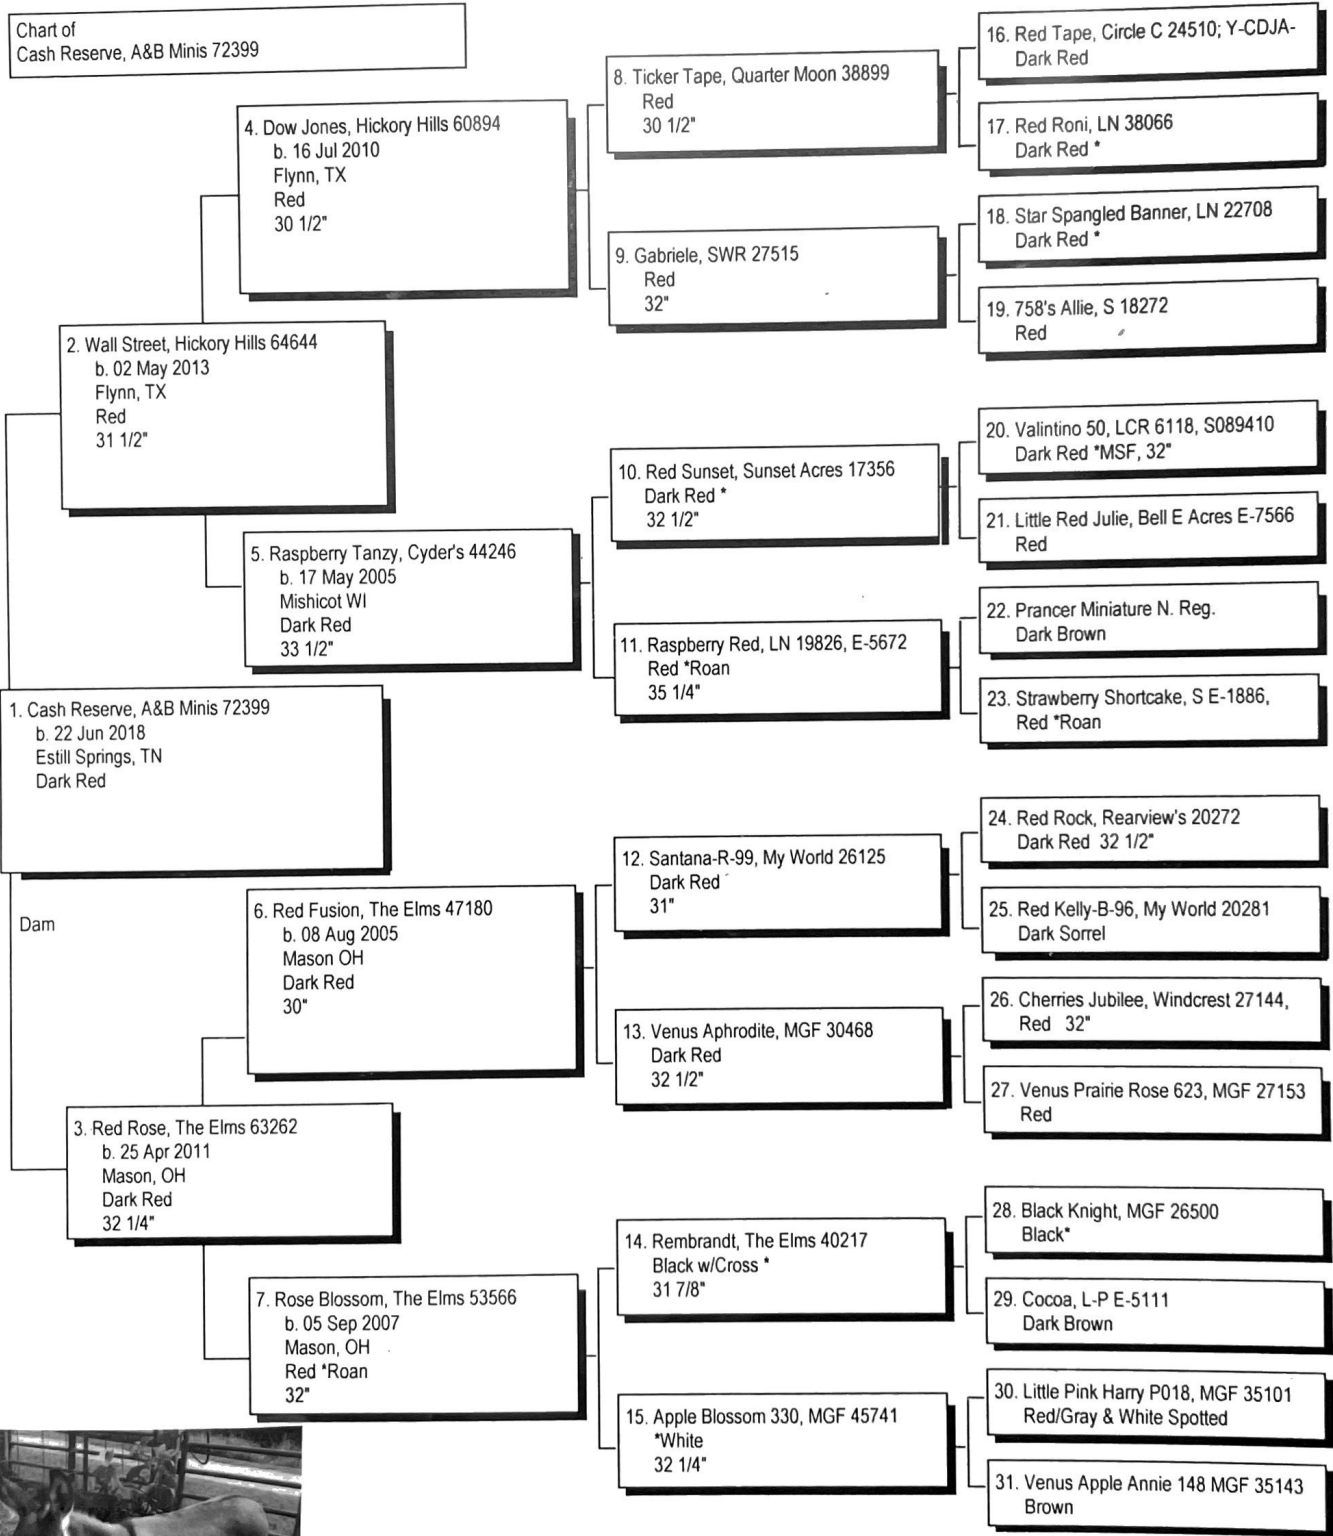 Chart of
Cash Reserve, A&B Minis 72399
1. Cash Reserve, A&B Minis 72399
b. 22 Jun 2018
Estill Springs, TN
Dark Red
Dam
2. Wall Street, Hickory Hills 64644
b. 02 May 2013
Flynn, TX
Red
31 1/2"
3. Red Rose, The Elms 63262
b. 25 Apr 2011
Mason, OH
Dark Red
32 1/4"
4. Dow Jones, Hickory Hills 60894
b. 16 Jul 2010
Flynn, TX
Red
30 1/2"
5. Raspberry Tanzy, Cyder's 44246
b. 17 May 2005
Mishicot WI
Dark Red
33 1/2"
6. Red Fusion, The Elms 47180
b. 08 Aug 2005
Mason OH
Dark Red
30"
7. Rose Blossom, The Elms 53566
b. 05 Sep 2007
Mason, OH
Red *Roan
32"
8. Ticker Tape, Quarter Moon 38899
Red
30 1/2"
9. Gabriele, SWR 27515
Red
32"
10. Red Sunset, Sunset Acres 17356
Dark Red *
32 1/2"
11. Raspberry Red, LN 19826, E-5672
Red *Roan
35 1/4"
12. Santana-R-99, My World 26125
Dark Red
31"
13. Venus Aphrodite, MGF 30468
Dark Red
32 1/2"
14. Rembrandt, The Elms 40217
Black w/Cross *
31 7/8"
15. Apple Blossom 330, MGF 45741
*White
32 1/4"
16. Red Tape, Circle C 24510; Y-CDJA-
Dark Red
17. Red Roni, LN 38066
Dark Red *
18. Star Spangled Banner, LN 22708
Dark Red *
19. 758's Allie, S 18272
Red
20. Valintino 50, LCR 6118, S089410
Dark Red *MSF, 32"
21. Little Red Julie, Bell E Acres E-7566
Red
22. Prancer Miniature N. Reg.
Dark Brown
23. Strawberry Shortcake, S E-1886,
Red *Roan
24. Red Rock, Rearview's 20272
Dark Red 32 1/2"
25. Red Kelly-B-96, My World 20281
Dark Sorrel
26. Cherries Jubilee, Windcrest 27144,
Red 32"
27. Venus Prairie Rose 623, MGF 27153
Red
28. Black Knight, MGF 26500
Black*
29. Cocoa, L-P E-5111
Dark Brown
30. Little Pink Harry P018, MGF 35101
Red/Gray & White Spotted
31. Venus Apple Annie 148 MGF 35143
Brown